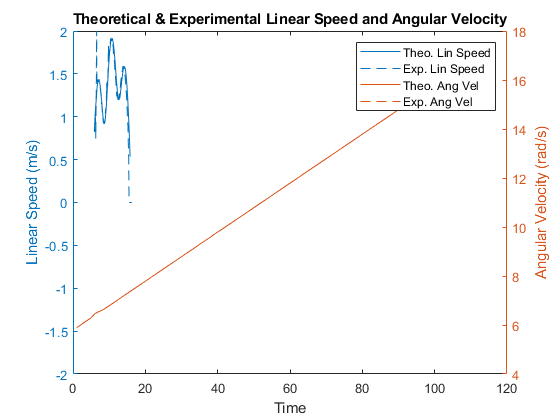 Theoretical & Experimental Linear Speed and Angular Velocity
Linear Speed (m/s)
2
1.5
1
0.5
0
-0.5
-1
-1.5
-2
Theo. Lin Speed
Exp. Lin Speed
Theo. Ang Vel
Exp. Ang Vel
18
16
14
12
10
8
6
4
Angular Velocity (rad/s)
0 20 40 60 80 100 120
Time